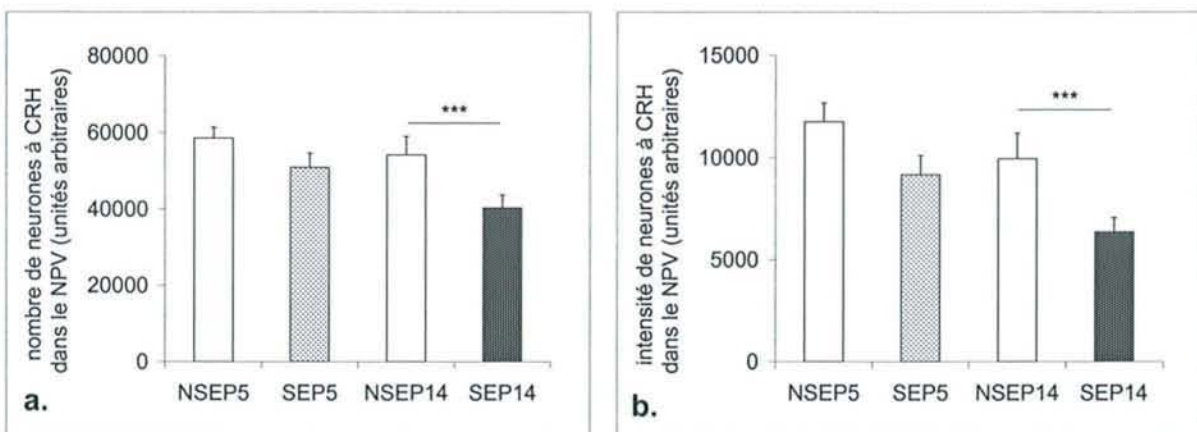 nombre de neurones à CRH
dans le NPV (unités arbitraires)
80000
60000
40000
20000
0
***
NSEP5 SEP5 NSEP14 SEP14
a.
intensité de neurones à CRH
dans le NPV (unités arbitraires)
15000
10000
5000
0
***
NSEP5 SEP5 NSEP14 SEP14
b.